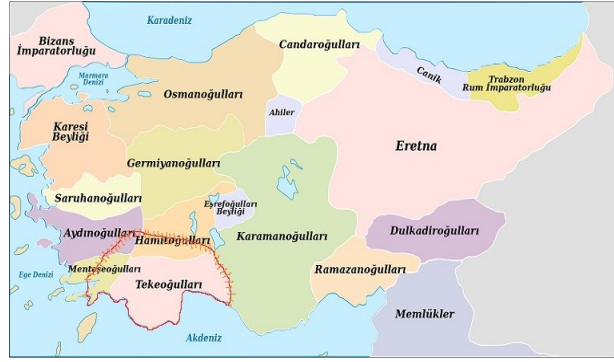 Karadeniz
Bizans
İmparatorluğu
Candaroğulları
Canik
Trabzon
Rum İmparatorluğu
Marmara
Denizi
Osmanoğulları
Ahiler
Karesi
Beyliği
Eretna
Germiyanoğulları
Saruhanoğulları
Eşrefoğulları
Beyliği
Aydınoğulları
Hamitoğulları
Karamanoğulları
Dulkadiroğulları
Ege Denizi
Menteşeoğulları
Ramazanoğulları
Tekeoğulları
Memlükler
Akdeniz